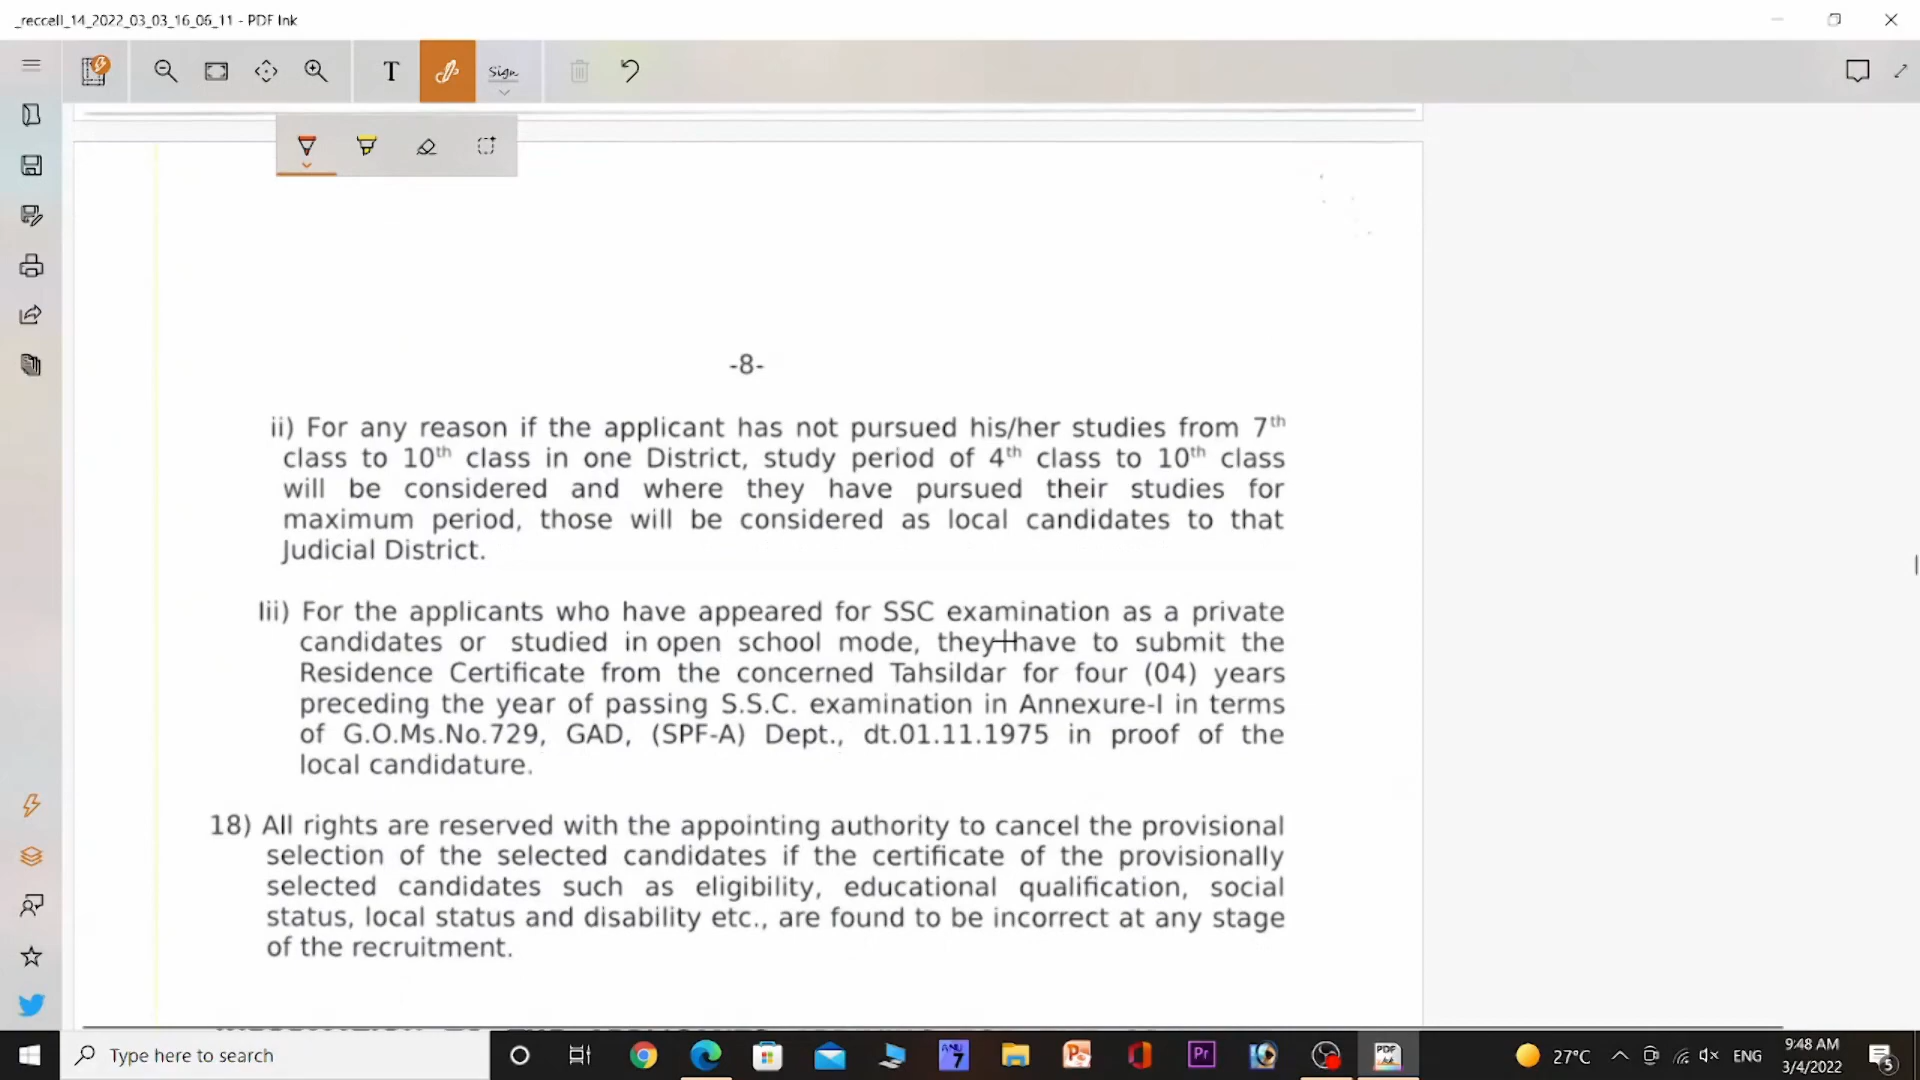 _reccell_14_2022_03_03_16_06_11 - PDF Ink
T
Sign
-8-
ii) For any reason if the applicant has not pursued his/her studies from 7th
class to 10th class in one District, study period of 4th class to 10th class
will be considered and where they have pursued their studies for
maximum period, those will be considered as local candidates to that
Judicial District.
Iii) For the applicants who have appeared for SSC examination as a private
candidates or studied in open school mode, they have to submit the
Residence Certificate from the concerned Tahsildar for four (04) years
preceding the year of passing S.S.C. examination in Annexure-I in terms
of G.O.Ms.No.729, GAD, (SPF-A) Dept., dt.01.11.1975 in proof of the
local candidature.
18) All rights are reserved with the appointing authority to cancel the provisional
selection of the selected candidates if the certificate of the provisionally
selected candidates such as eligibility, educational qualification, social
status, local status and disability etc., are found to be incorrect at any stage
of the recruitment.
Type here to search
7
Pr
PDF
27°C
ENG
9:48 AM
3/4/2022
5